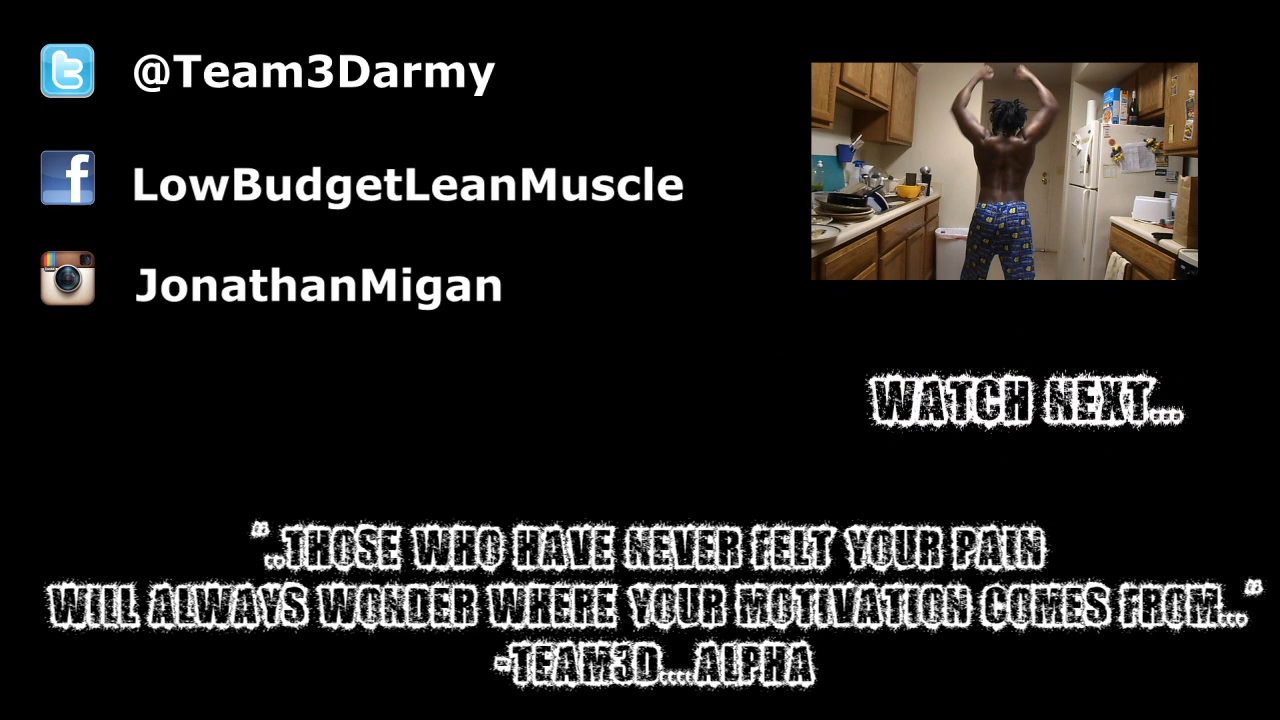 @Team3Darmy
LowBudgetLeanMuscle
JonathanMigan
WATCH NEXT...
"..THOSE WHO HAVE NEVER FELT YOUR PAIN
WILL ALWAYS WONDER WHERE YOUR MOTIVATION COMES FROM..."
-TEAM3D....ALPHA